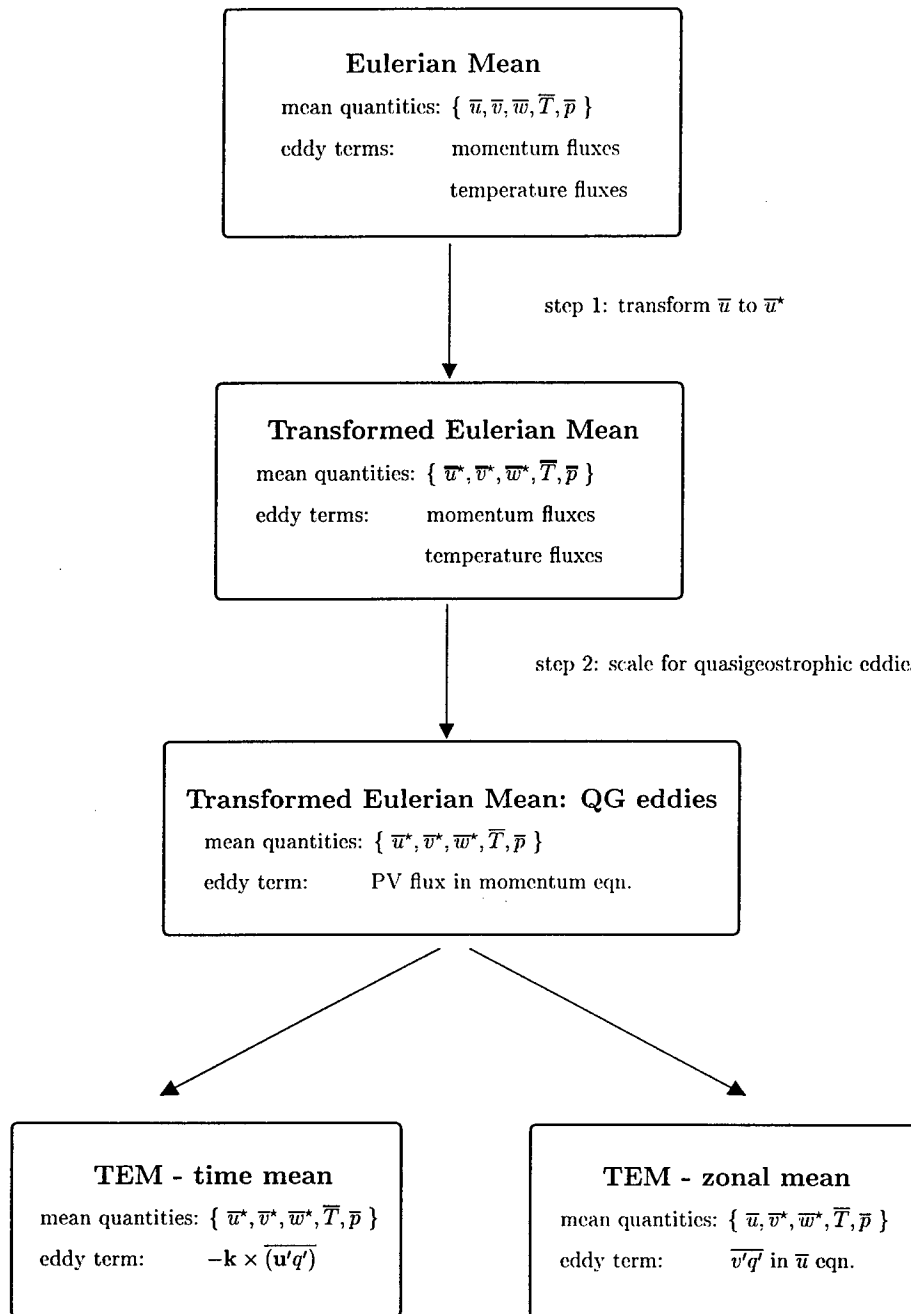 Eulerian Mean
mean quantities: { u̅, v̅, w̅, T̅, p̅ }
eddy terms: momentum fluxes
temperature fluxes
step 1: transform u̅ to u̅*
Transformed Eulerian Mean
mean quantities: { u̅*, v̅*, w̅*, T̅, p̅ }
eddy terms: momentum fluxes
temperature fluxes
step 2: scale for quasigeostrophic eddie
Transformed Eulerian Mean: QG eddies
mean quantities: { u̅*, v̅*, w̅*, T̅, p̅ }
eddy term: PV flux in momentum eqn.
TEM - time mean
mean quantities: { u̅*, v̅*, w̅*, T̅, p̅ }
eddy term: −k × \overline{(u′q′)}
TEM - zonal mean
mean quantities: { u̅, v̅*, w̅*, T̅, p̅ }
eddy term: \overline{v′q′} in u̅ eqn.